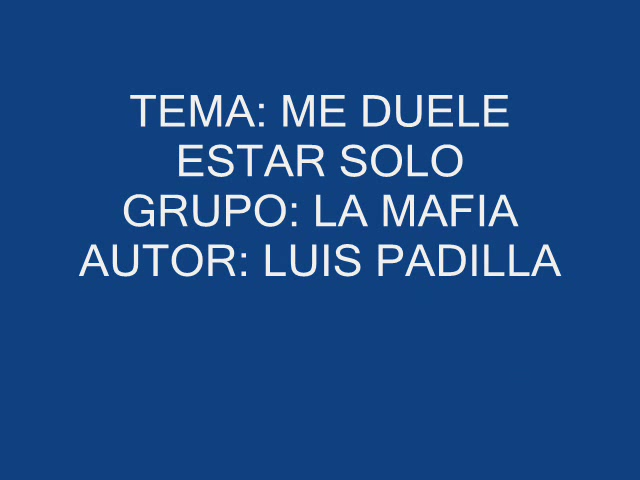 TEMA: ME DUELE
ESTAR SOLO
GRUPO: LA MAFIA
AUTOR: LUIS PADILLA